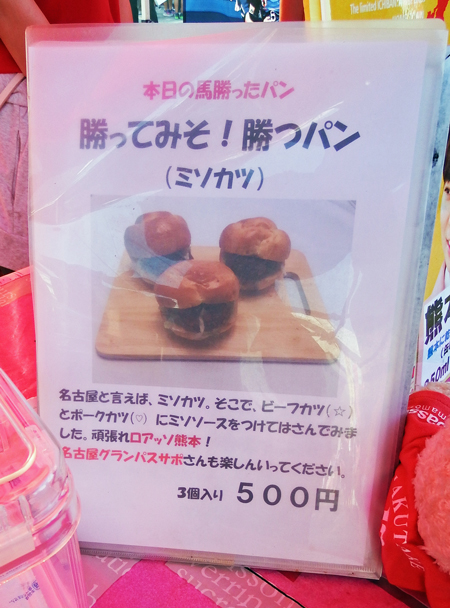 本日の馬勝ったパン
勝ってみそ！勝つパン
（ミソカツ）
名古屋と言えば、ミソカツ。そこで、ビーフカツ(☆)
とポークカツ(♡) にミソソースをつけてはさんでみま
した。頑張れロアッソ熊本！
名古屋グランパスサポさんも楽しんいってください。
3個入り ５００円
The limited ICHIBAN